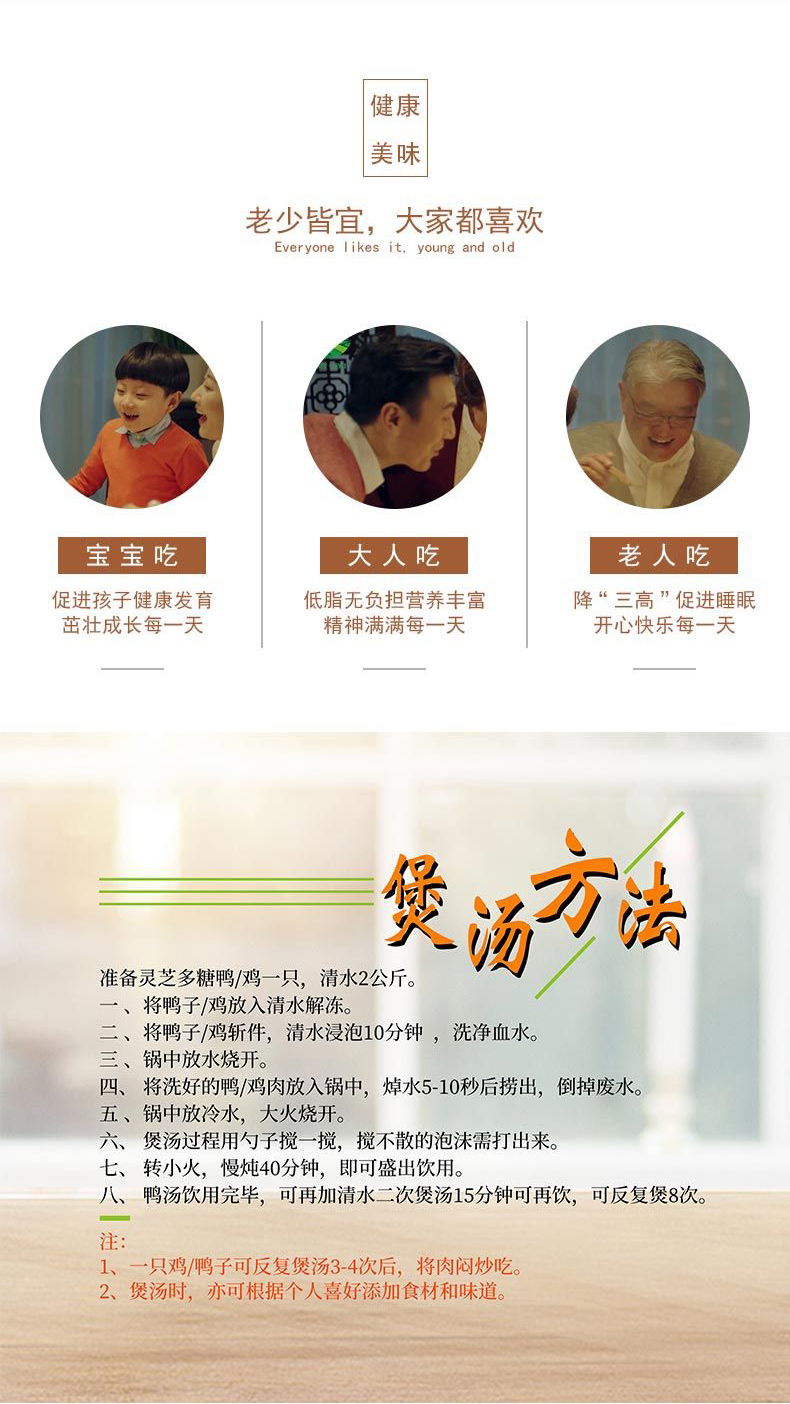 健康
美味
老少皆宜，大家都喜欢
Everyone likes it, young and old
宝宝吃
促进孩子健康发育
茁壮成长每一天
大人吃
低脂无负担营养丰富
精神满满每一天
老人吃
降“三高”促进睡眠
开心快乐每一天
煲汤方法
准备灵芝多糖鸭/鸡一只，清水2公斤。
一、将鸭子/鸡放入清水解冻。
二、将鸭子/鸡斩件，清水浸泡10分钟 ，洗净血水。
三、锅中放水烧开。
四、 将洗好的鸭/鸡肉放入锅中，焯水5-10秒后捞出，倒掉废水。
五、锅中放冷水，大火烧开。
六、 煲汤过程用勺子搅一搅，搅不散的泡沫需打出来。
七、 转小火，慢炖40分钟，即可盛出饮用。
八、 鸭汤饮用完毕，可再加清水二次煲汤15分钟可再饮，可反复煲8次。
注：
1、一只鸡/鸭子可反复煲汤3-4次后，将肉闷炒吃。
2、煲汤时，亦可根据个人喜好添加食材和味道。